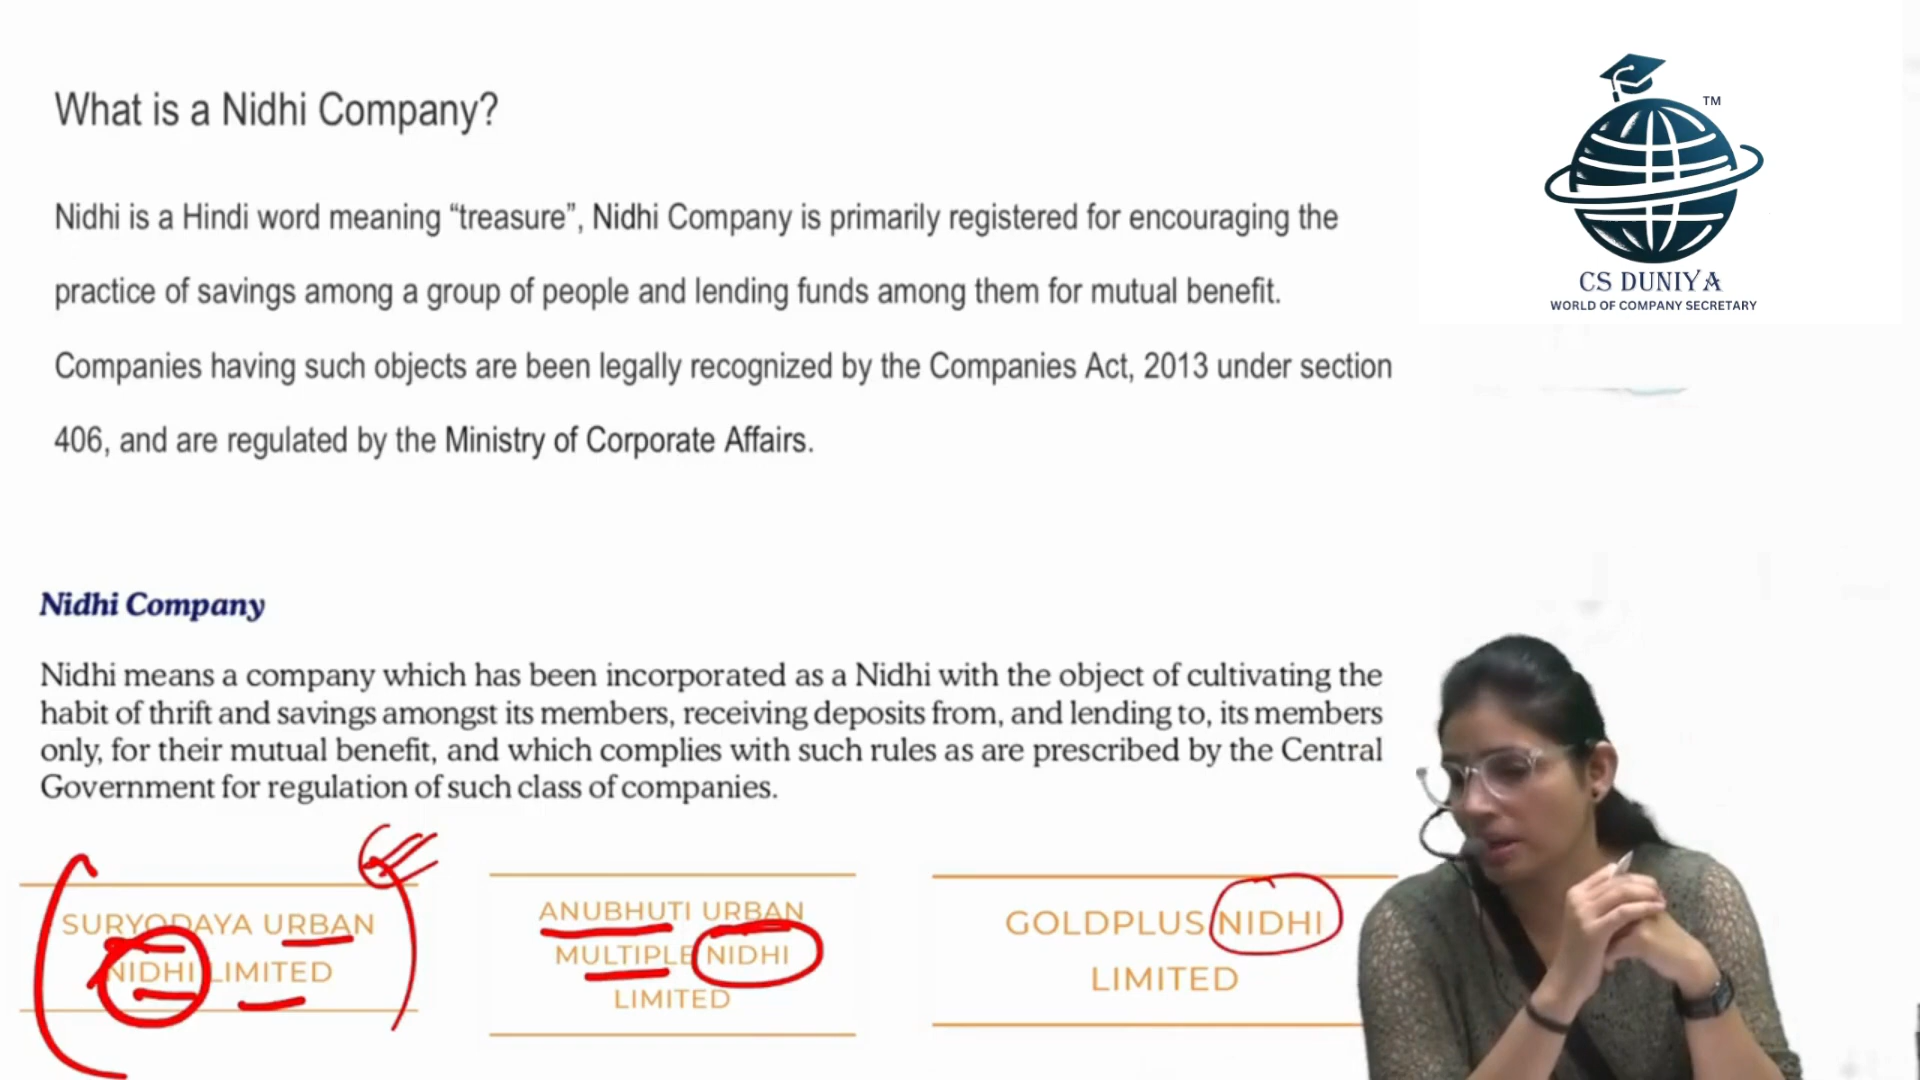 What is a Nidhi Company?
TM
CS DUNIYA
WORLD OF COMPANY SECRETARY
Nidhi is a Hindi word meaning “treasure”, Nidhi Company is primarily registered for encouraging the
practice of savings among a group of people and lending funds among them for mutual benefit.
Companies having such objects are been legally recognized by the Companies Act, 2013 under section
406, and are regulated by the Ministry of Corporate Affairs.
Nidhi Company
Nidhi means a company which has been incorporated as a Nidhi with the object of cultivating the
habit of thrift and savings amongst its members, receiving deposits from, and lending to, its members
only, for their mutual benefit, and which complies with such rules as are prescribed by the Central
Government for regulation of such class of companies.
SURYODAYA URBAN
NIDHI LIMITED
ANUBHUTI URBAN
MULTIPLE NIDHI
LIMITED
GOLDPLUS NIDHI
LIMITED